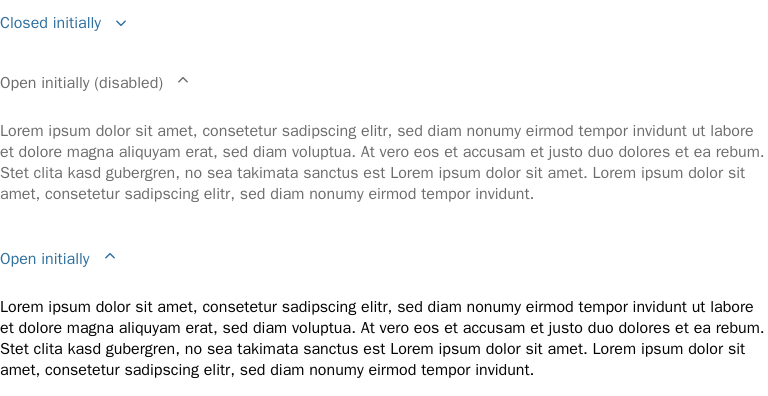 Closed initially
Open initially (disabled)
Lorem ipsum dolor sit amet, consetetur sadipscing elitr, sed diam nonumy eirmod tempor invidunt ut labore
et dolore magna aliquyam erat, sed diam voluptua. At vero eos et accusam et justo duo dolores et ea rebum.
Stet clita kasd gubergren, no sea takimata sanctus est Lorem ipsum dolor sit amet. Lorem ipsum dolor sit
amet, consetetur sadipscing elitr, sed diam nonumy eirmod tempor invidunt.
Open initially
Lorem ipsum dolor sit amet, consetetur sadipscing elitr, sed diam nonumy eirmod tempor invidunt ut labore
et dolore magna aliquyam erat, sed diam voluptua. At vero eos et accusam et justo duo dolores et ea rebum.
Stet clita kasd gubergren, no sea takimata sanctus est Lorem ipsum dolor sit amet. Lorem ipsum dolor sit
amet, consetetur sadipscing elitr, sed diam nonumy eirmod tempor invidunt.